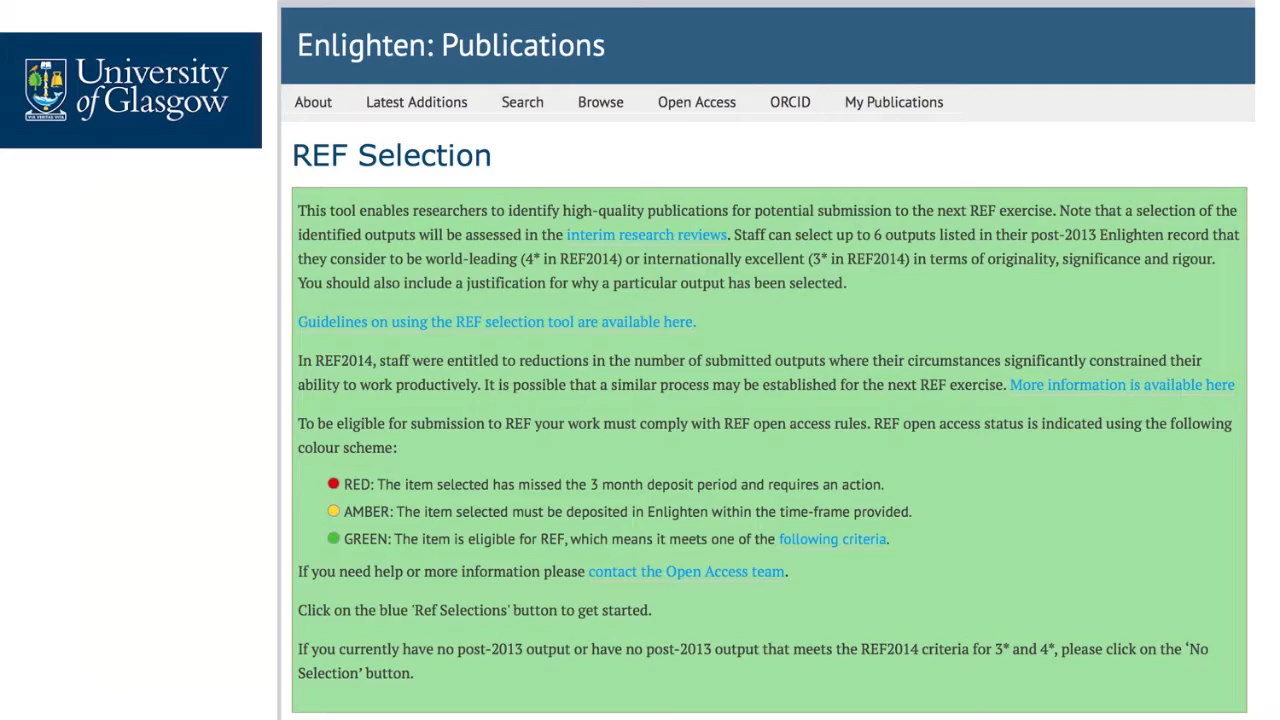 University
of Glasgow
VIA VERITAS VITA
Enlighten: Publications
About
Latest Additions
Search
Browse
Open Access
ORCID
My Publications
REF Selection
This tool enables researchers to identify high-quality publications for potential submission to the next REF exercise. Note that a selection of the
identified outputs will be assessed in the interim research reviews. Staff can select up to 6 outputs listed in their post-2013 Enlighten record that
they consider to be world-leading (4* in REF2014) or internationally excellent (3* in REF2014) in terms of originality, significance and rigour.
You should also include a justification for why a particular output has been selected.
Guidelines on using the REF selection tool are available here.
In REF2014, staff were entitled to reductions in the number of submitted outputs where their circumstances significantly constrained their
ability to work productively. It is possible that a similar process may be established for the next REF exercise. More information is available here
To be eligible for submission to REF your work must comply with REF open access rules. REF open access status is indicated using the following
colour scheme:
RED: The item selected has missed the 3 month deposit period and requires an action.
AMBER: The item selected must be deposited in Enlighten within the time-frame provided.
GREEN: The item is eligible for REF, which means it meets one of the following criteria.
If you need help or more information please contact the Open Access team.
Click on the blue 'Ref Selections' button to get started.
If you currently have no post-2013 output or have no post-2013 output that meets the REF2014 criteria for 3* and 4*, please click on the ‘No
Selection’ button.